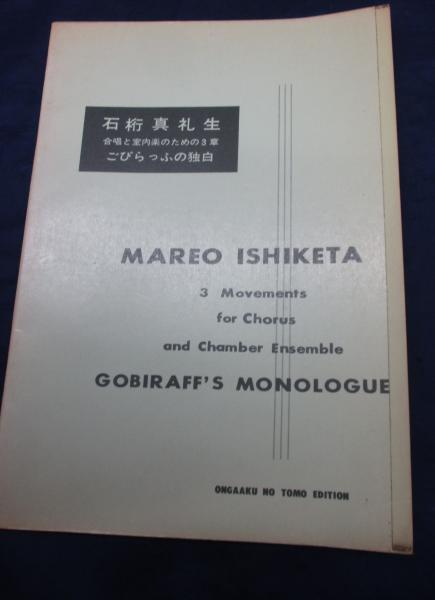 石桁真礼生
合唱と室内楽のための3章
ごびらっふの独白
MAREO ISHIKETA
3 Movements
for Chorus
and Chamber Ensemble
GOBIRAFF'S MONOLOGUE
ONGAAKU NO TOMO EDITION